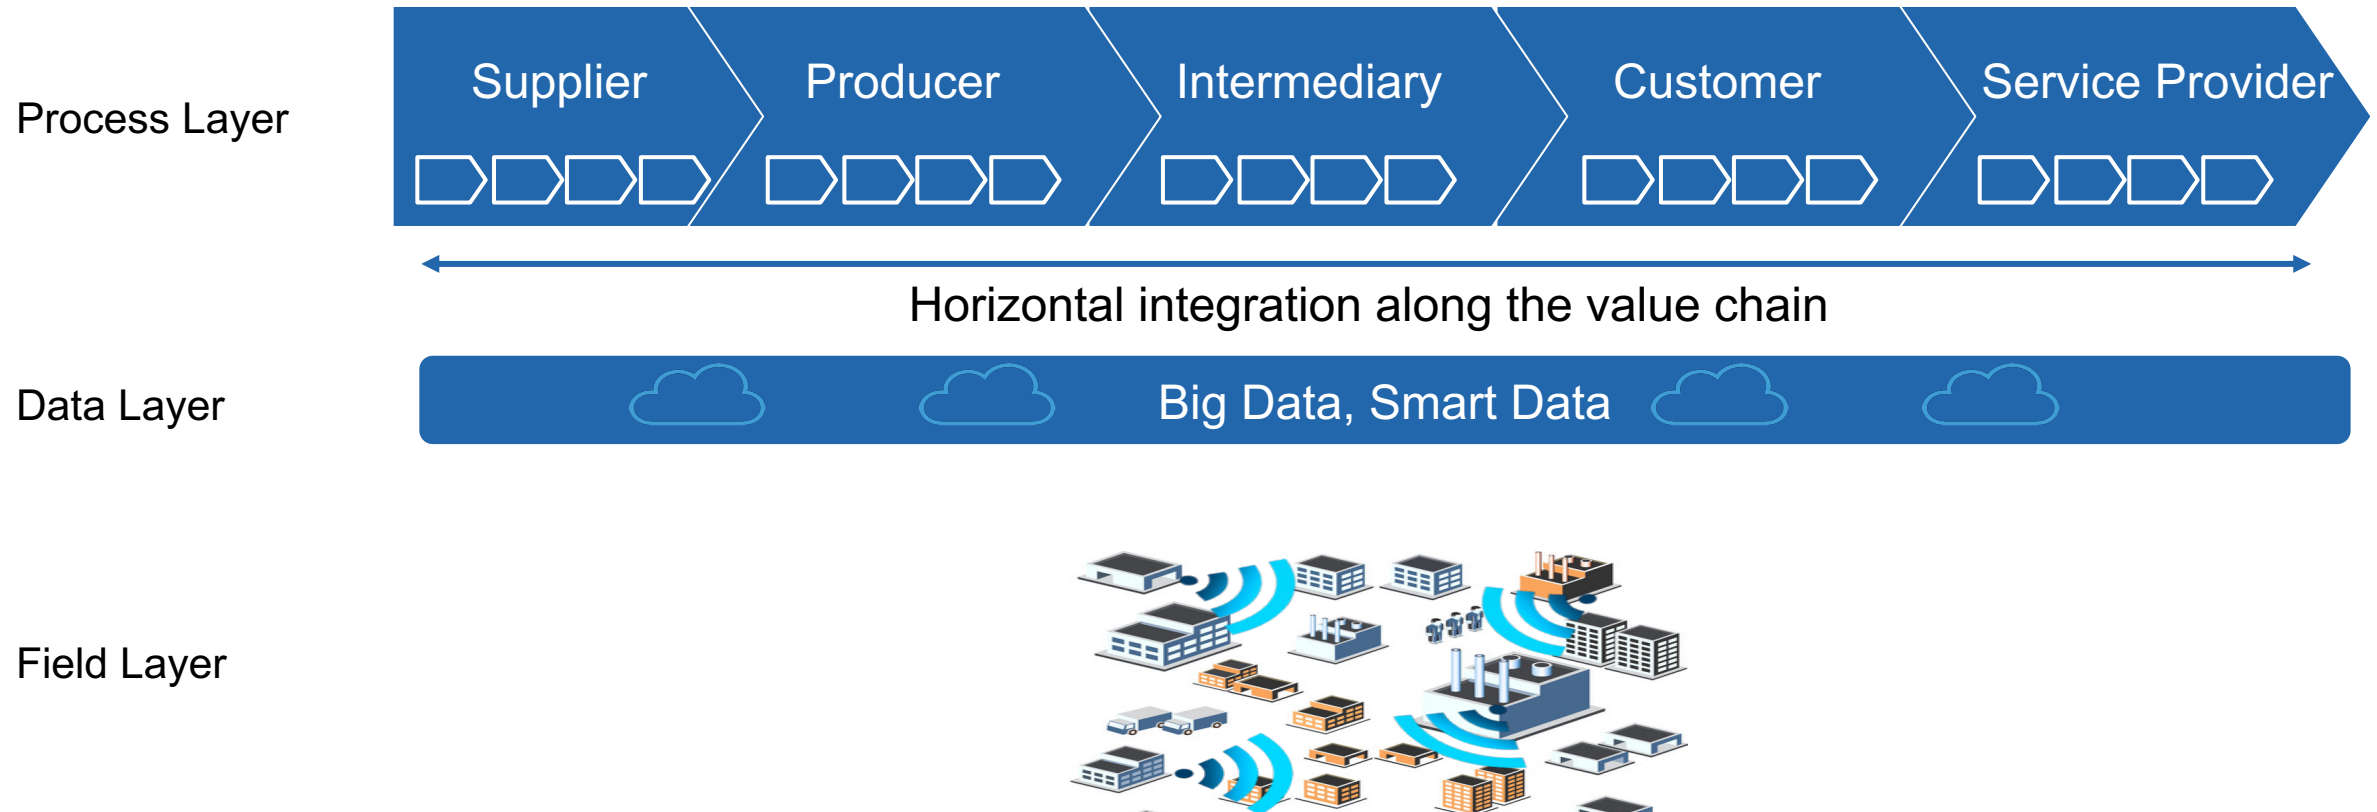 Process Layer
Supplier
Producer
Intermediary
Customer
Service Provider
Horizontal integration along the value chain
Data Layer
Big Data, Smart Data
Field Layer